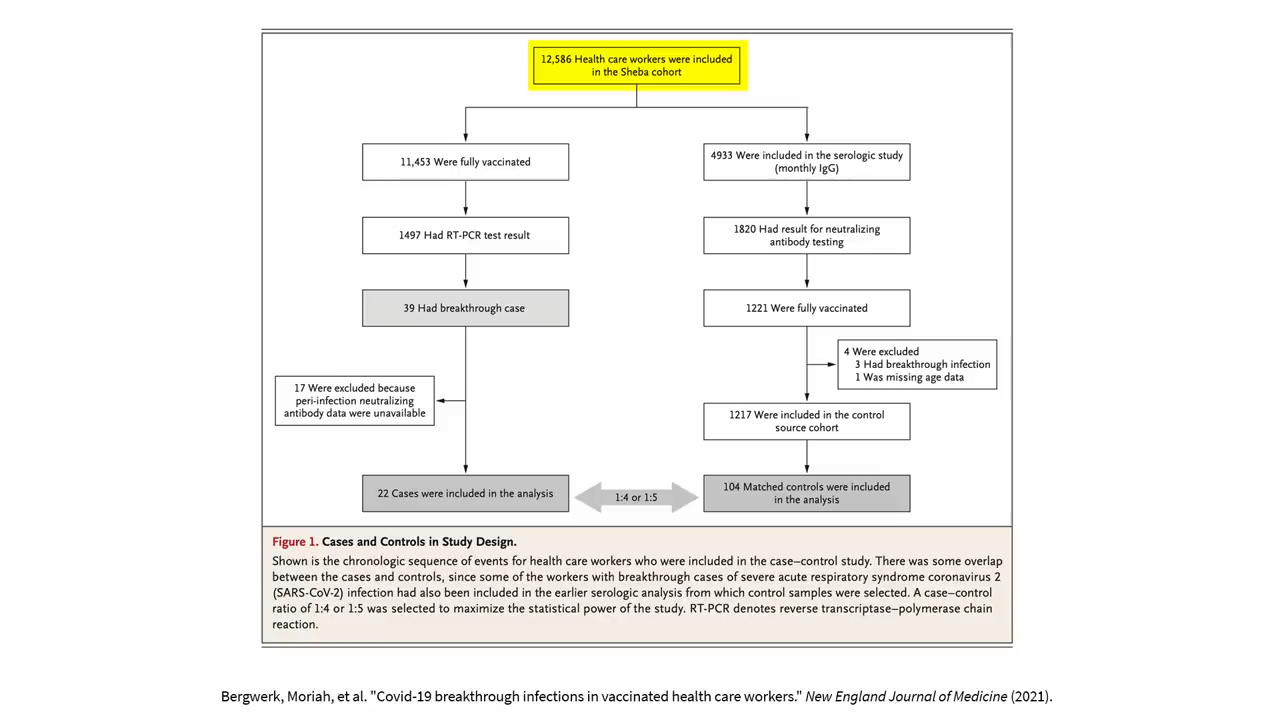 12,586 Health care workers were included
in the Sheba cohort
11,453 Were fully vaccinated
4933 Were included in the serologic study
(monthly IgG)
1497 Had RT-PCR test result
1820 Had result for neutralizing
antibody testing
39 Had breakthrough case
1221 Were fully vaccinated
4 Were excluded
3 Had breakthrough infection
1 Was missing age data
17 Were excluded because
peri-infection neutralizing
antibody data were unavailable
1217 Were included in the control
source cohort
22 Cases were included in the analysis
1:4 or 1:5
104 Matched controls were included
in the analysis
Figure 1. Cases and Controls in Study Design.
Shown is the chronologic sequence of events for health care workers who were included in the case–control study. There was some overlap
between the cases and controls, since some of the workers with breakthrough cases of severe acute respiratory syndrome coronavirus 2
(SARS-CoV-2) infection had also been included in the earlier serologic analysis from which control samples were selected. A case–control
ratio of 1:4 or 1:5 was selected to maximize the statistical power of the study. RT-PCR denotes reverse transcriptase–polymerase chain
reaction.
Bergwerk, Moriah, et al. "Covid-19 breakthrough infections in vaccinated health care workers." New England Journal of Medicine (2021).